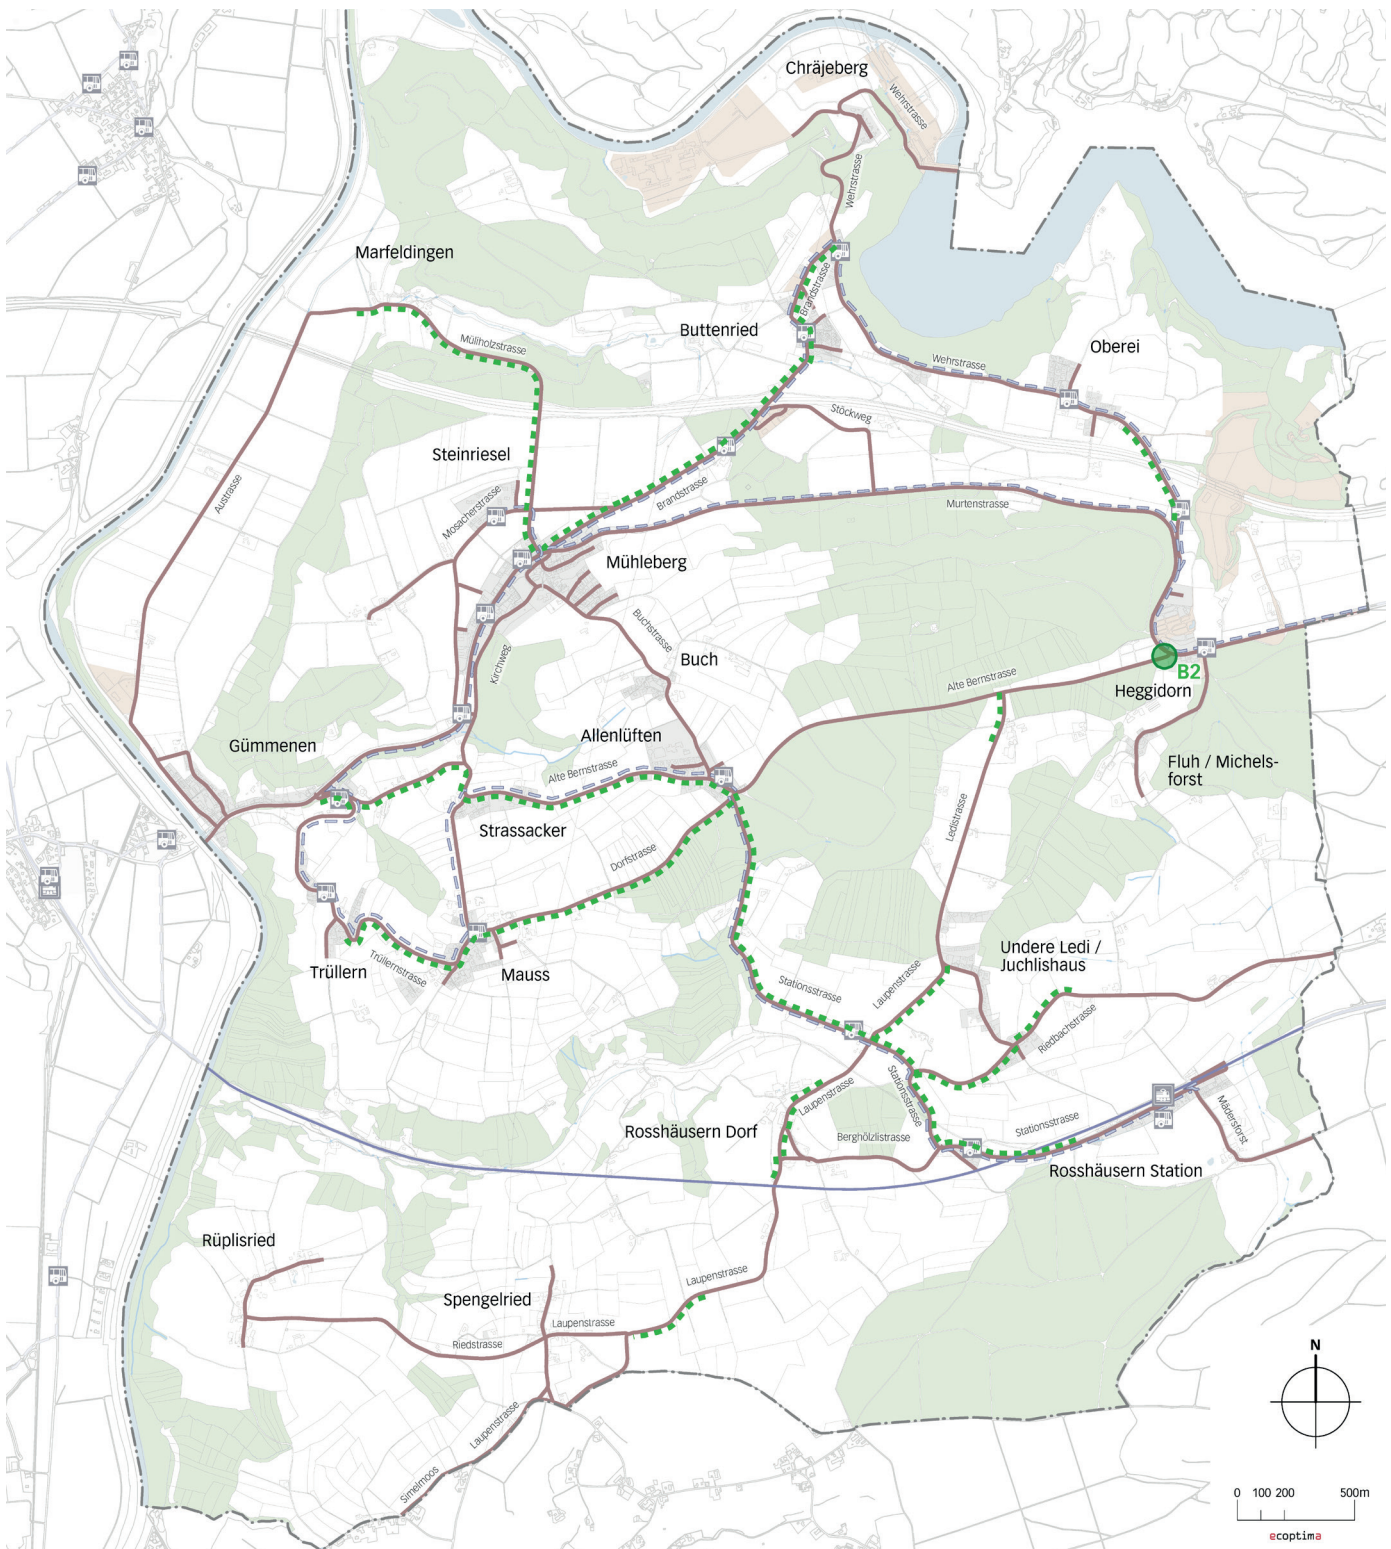 Chräjeberg
Wehrstrasse
Wehrstrasse
Marfeldingen
Brandstrasse
Buttenried
Müliholzstrasse
Oberei
Wehrstrasse
Stöckweg
Steinriesel
Austrasse
Mosacherstrasse
Brandstrasse
Murtenstrasse
Mühleberg
Buchstrasse
Kirchweg
Buch
B2
Alte Bernstrasse
Heggidorn
Gümmenen
Allenlüften
Fluh / Michels-
forst
Alte Bernstrasse
Strassacker
Ledistrasse
Dorfstrasse
Undere Ledi /
Juchlishaus
Trüllern
Trüllernstrasse
Mauss
Stationsstrasse
Laupenstrasse
Riedbachstrasse
Laupenstrasse
Stationsstrasse
Rosshäusern Dorf
Berghölzlistrasse
Stationsstrasse
Mädersforst
Rosshäusern Station
Rüplisried
Laupenstrasse
Spengelried
Laupenstrasse
Riedstrasse
N
Laupenstrasse
Simelmoos
0 100 200 500m
ecoptima